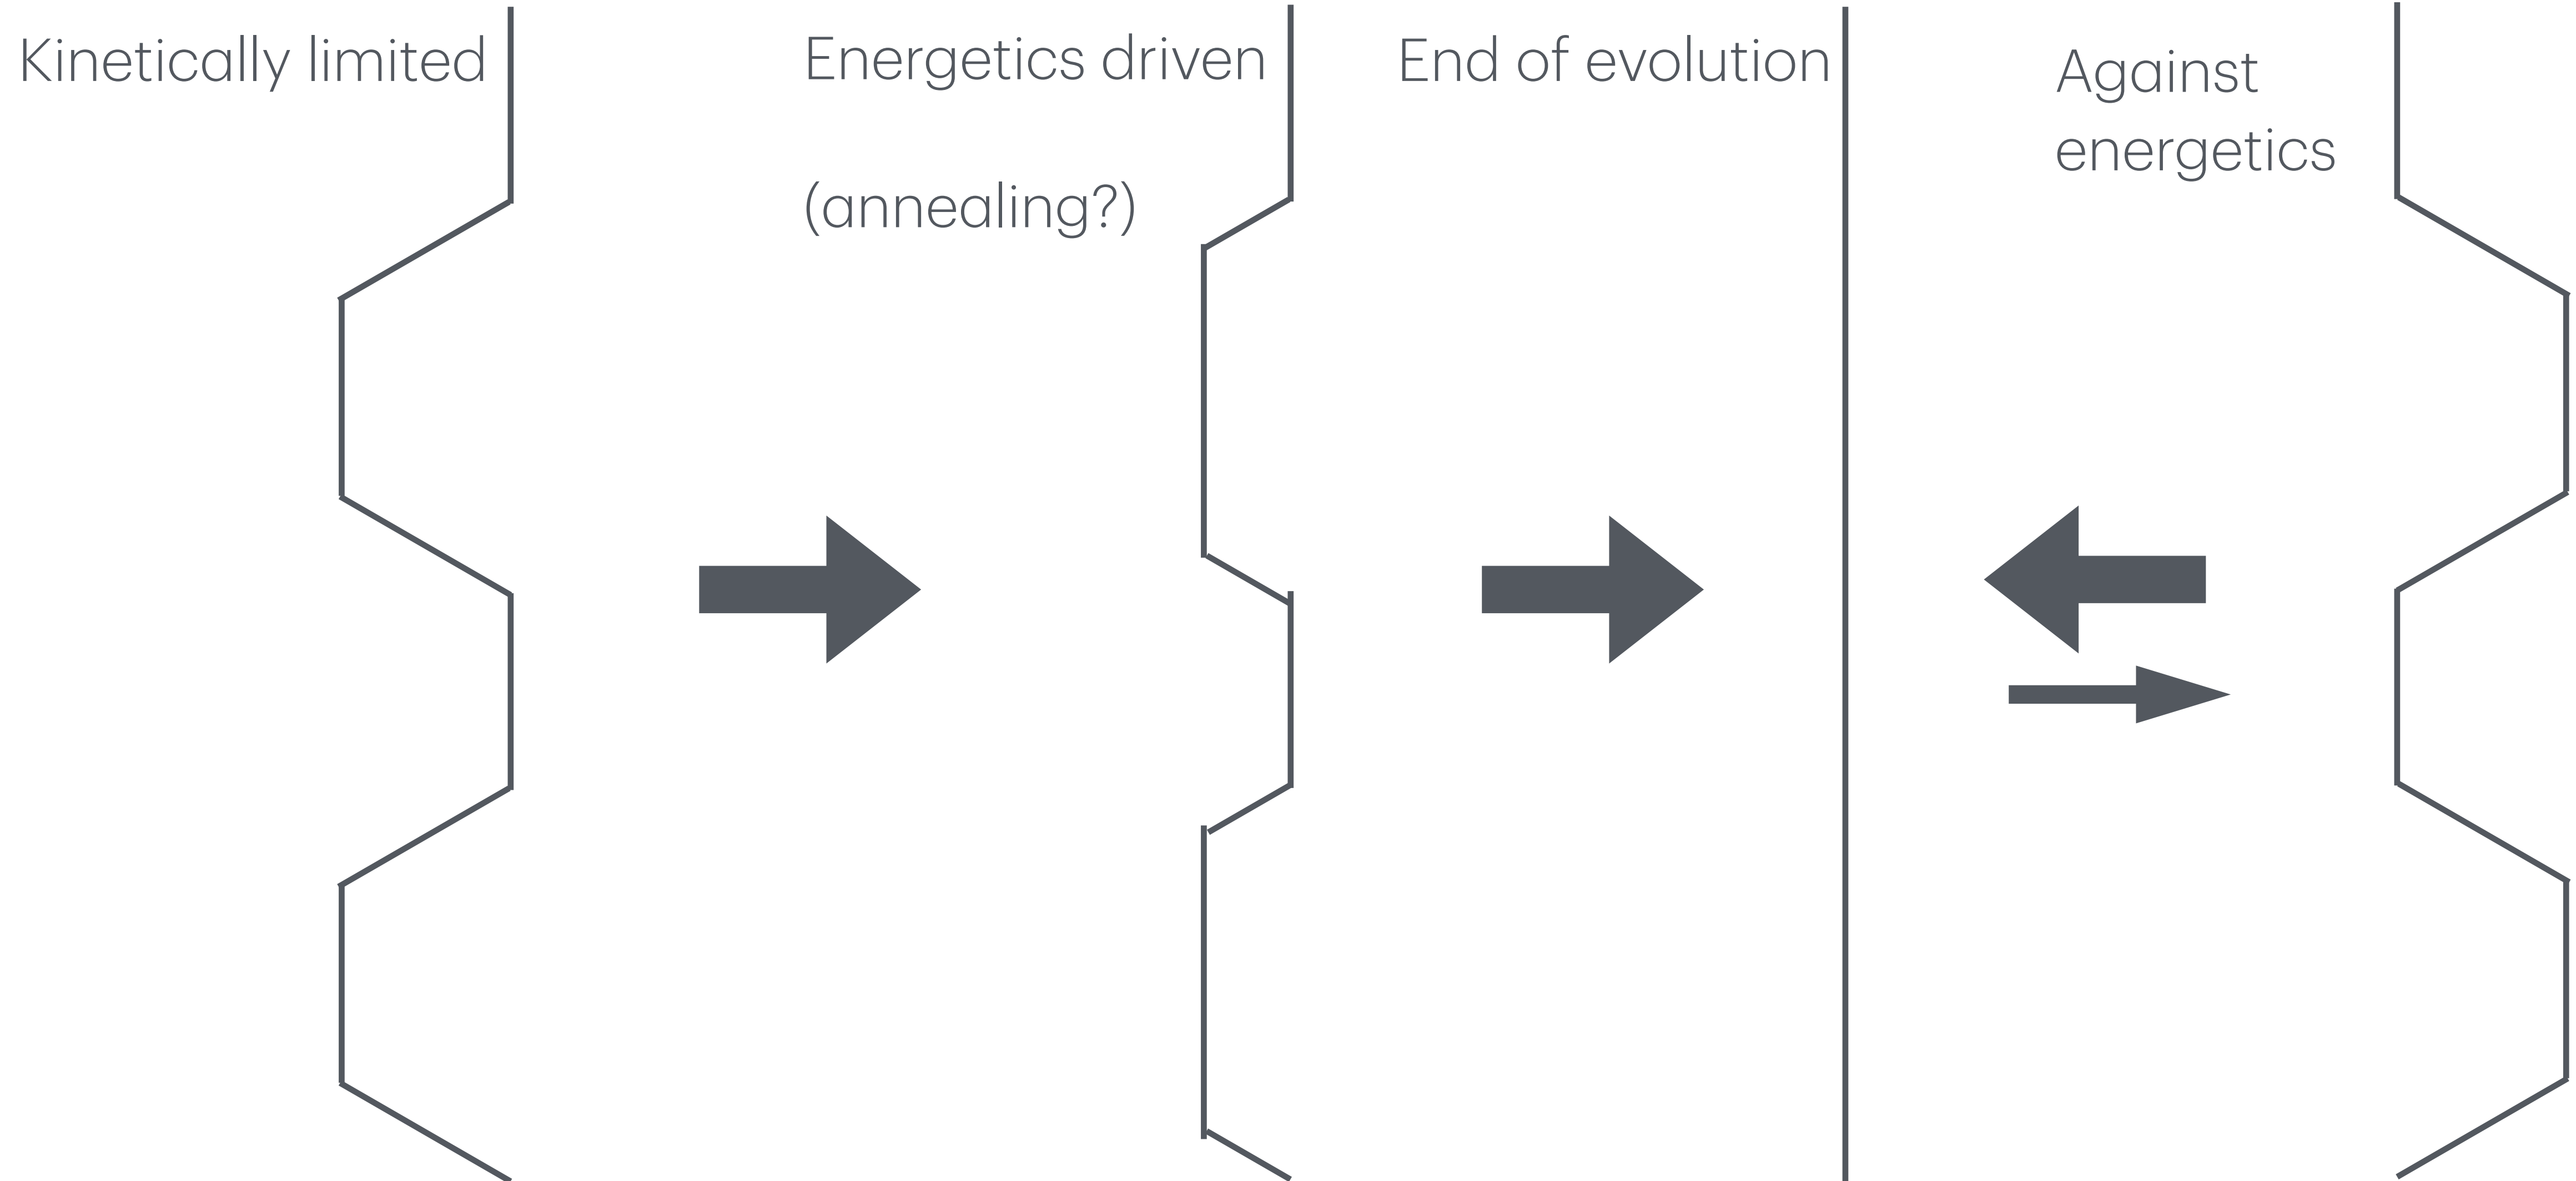 Kinetically limited
Energetics driven
(annealing?)
End of evolution
Against
energetics